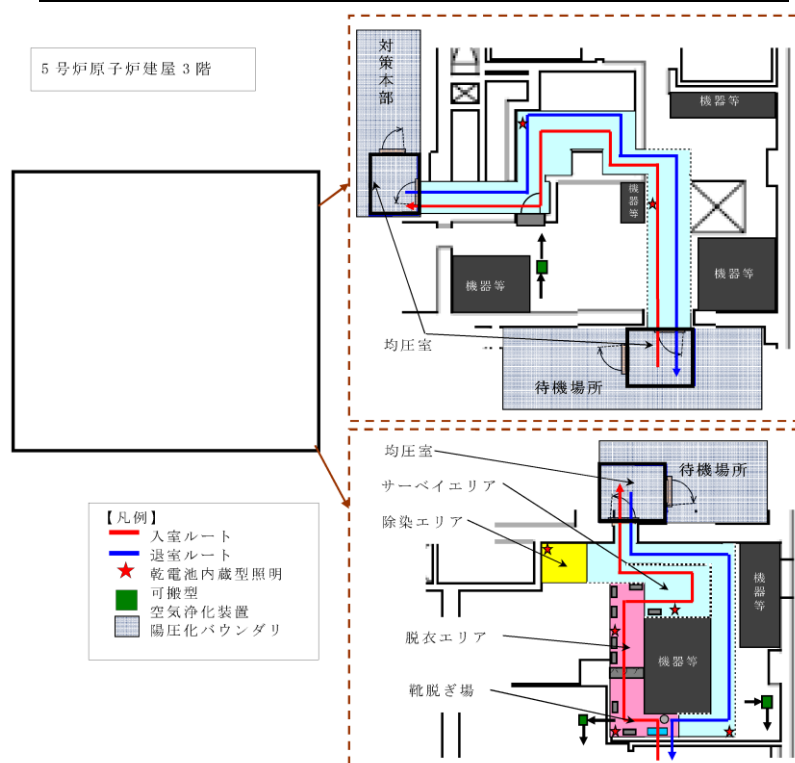 5号炉原子炉建屋3階
対策本部
機器等
機器等
機器等
機器等
均圧室
待機場所
均圧室
待機場所
サーベイエリア
除染エリア
機器等
脱衣エリア
機器等
靴脱ぎ場
【凡例】
入室ルート
退室ルート
乾電池内蔵型照明
可搬型
空気浄化装置
陽圧化バウンダリ